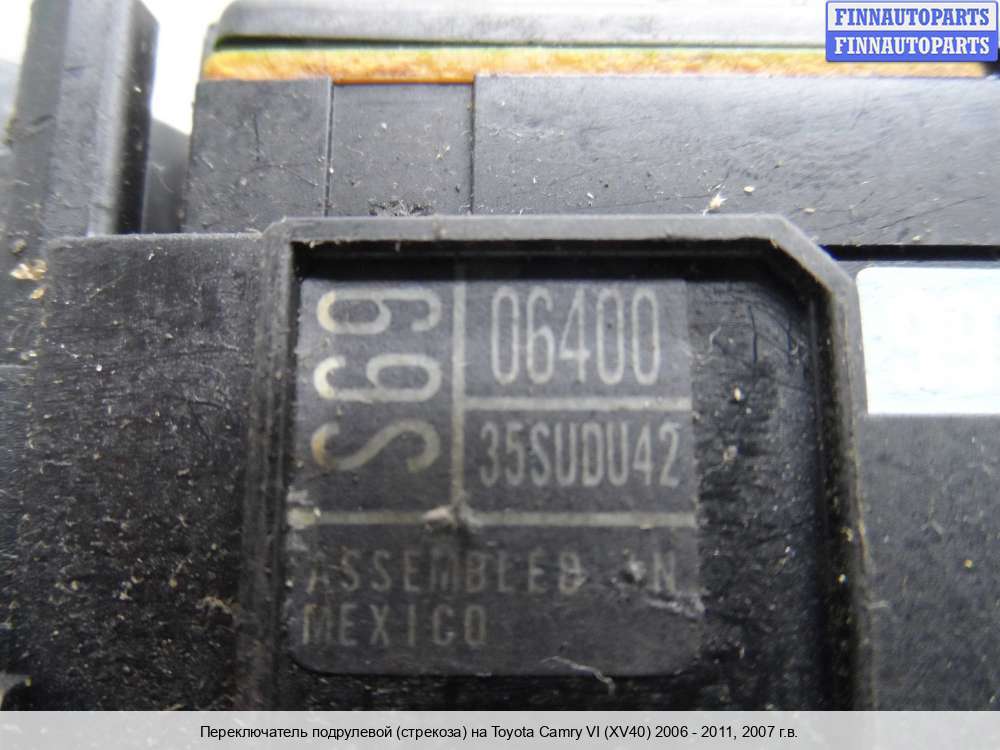 FINNAUTOPARTS
FINNAUTOPARTS
S69
06400
35SUDU42
ASSEMBLED IN
MEXICO
Переключатель подрулевой (стрекоза) на Toyota Camry VI (XV40) 2006 - 2011, 2007 г.в.